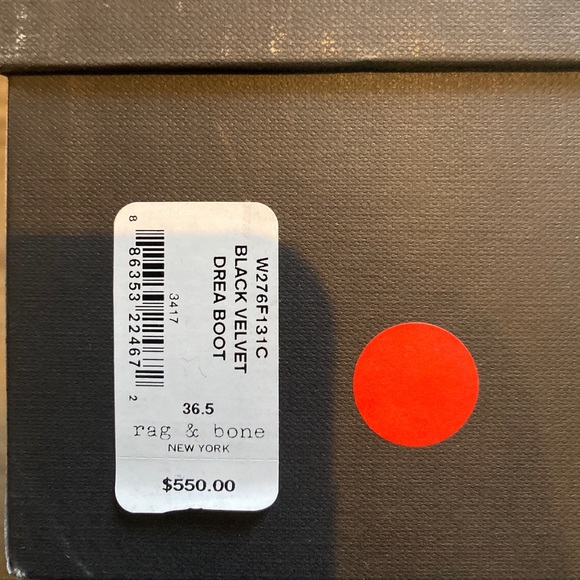 W276F131C
BLACK VELVET
DREA BOOT
3417
8 86353 22467 2
36.5
rag & bone
NEW YORK
$550.00